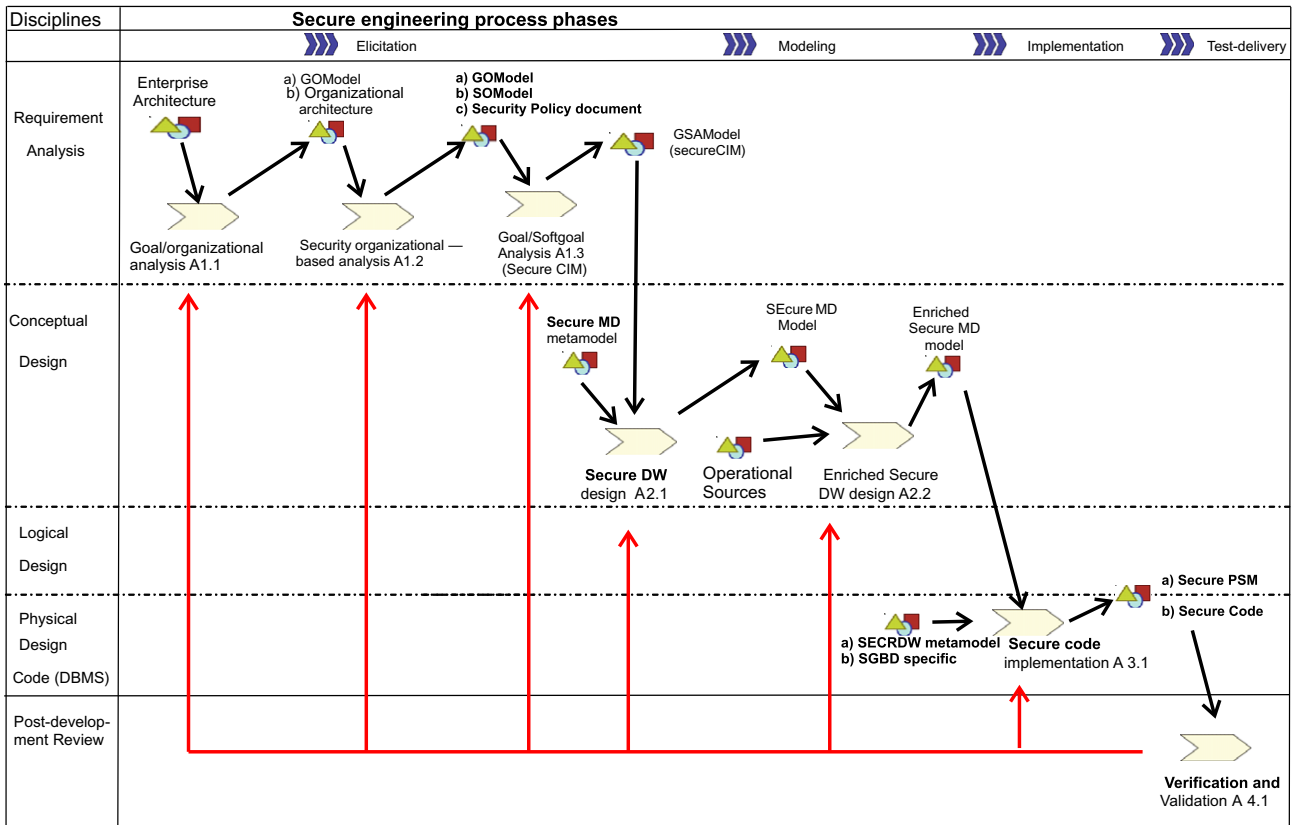 Disciplines
Secure engineering process phases
Elicitation
Modeling
Implementation
Test-delivery
Requirement
Analysis
Enterprise
Architecture
a) GOModel
b) Organizational
architecture
a) GOModel
b) SOModel
c) Security Policy document
GSAModel
(secureCIM)
Goal/organizational
analysis A1.1
Security organizational —
based analysis A1.2
Goal/Softgoal
Analysis A1.3
(Secure CIM)
Conceptual
Design
Secure MD
metamodel
SEcure MD
Model
Enriched
Secure MD
model
Secure DW
design A2.1
Operational
Sources
Enriched Secure
DW design A2.2
Logical
Design
Physical
Design
Code (DBMS)
a) SECRDW metamodel
b) SGBD specific
Secure code
implementation A 3.1
a) Secure PSM
b) Secure Code
Post-develop-
ment Review
Verification and
Validation A 4.1